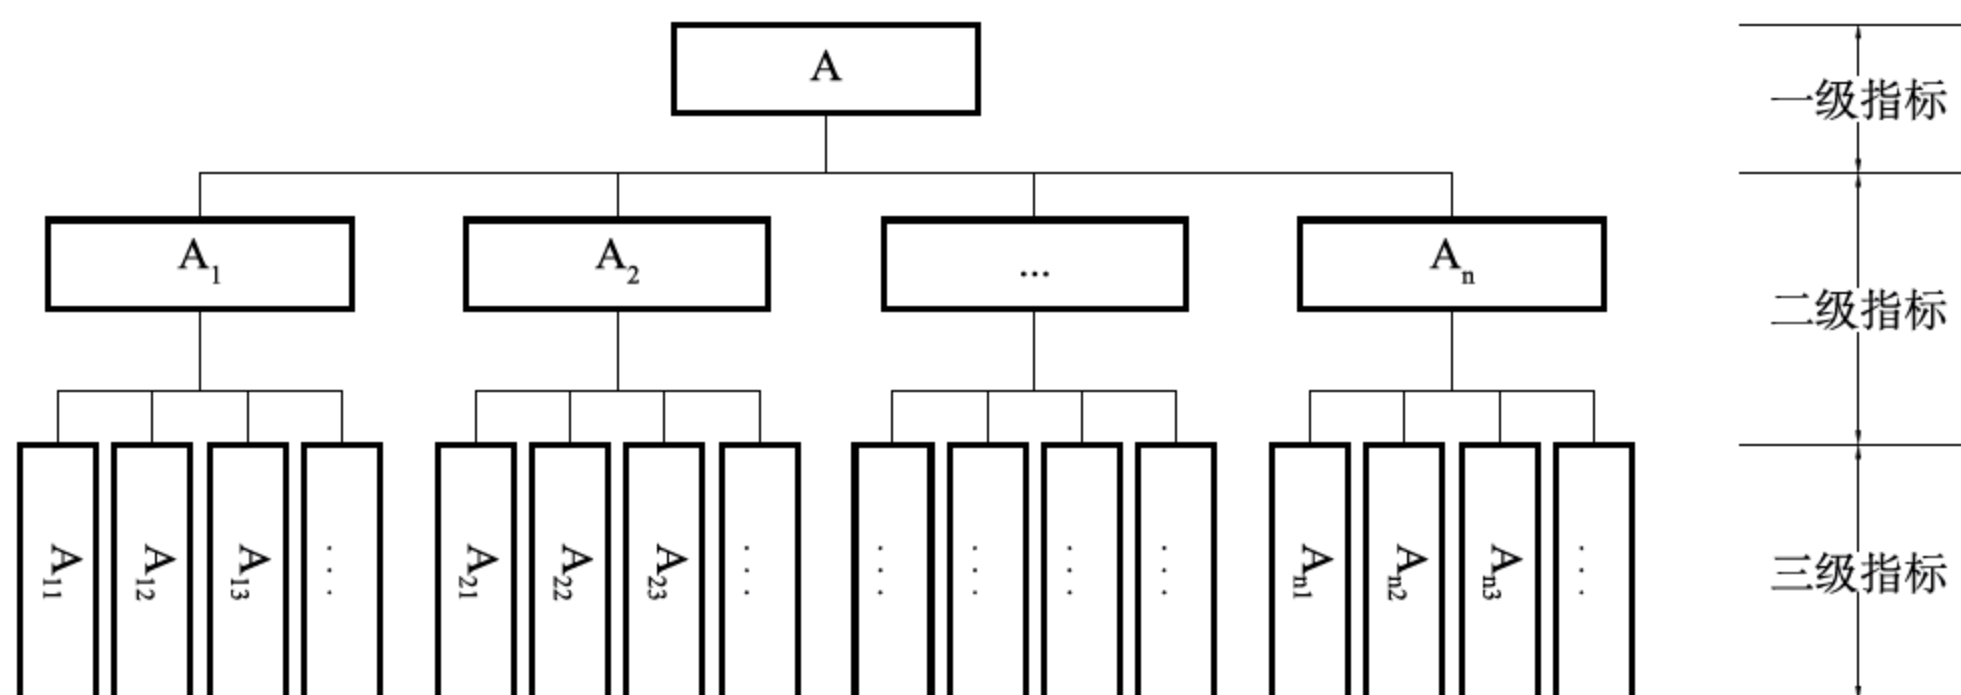 A
一级指标
A₁ A₂ ... Aₙ
二级指标
A₁₁ A₁₂ A₁₃ ... A₂₁ A₂₂ A₂₃ ... ... ... ... ... Aₙ₁ Aₙ₂ Aₙ₃ ...
三级指标